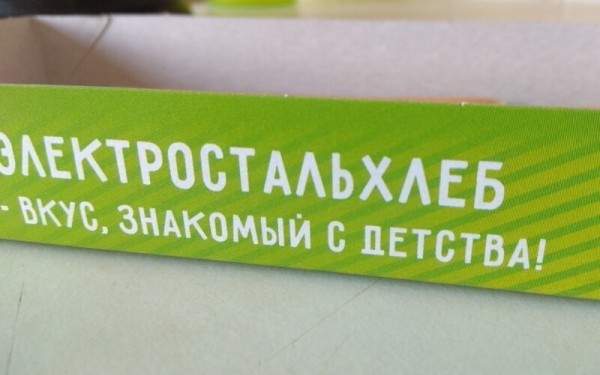 ЭЛЕКТРОСТАЛЬХЛЕБ
- ВКУС, ЗНАКОМЫЙ С ДЕТСТВА!